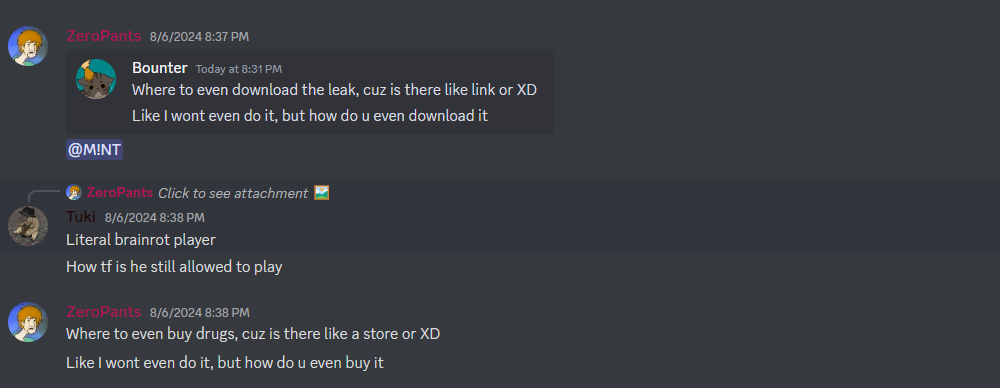 ZeroPants 8/6/2024 8:37 PM
Bounter Today at 8:31 PM
Where to even download the leak, cuz is there like link or XD
Like I wont even do it, but how do u even download it
@M!NT
ZeroPants Click to see attachment
Tuki 8/6/2024 8:38 PM
Literal brainrot player
How tf is he still allowed to play
ZeroPants 8/6/2024 8:38 PM
Where to even buy drugs, cuz is there like a store or XD
Like I wont even do it, but how do u even buy it